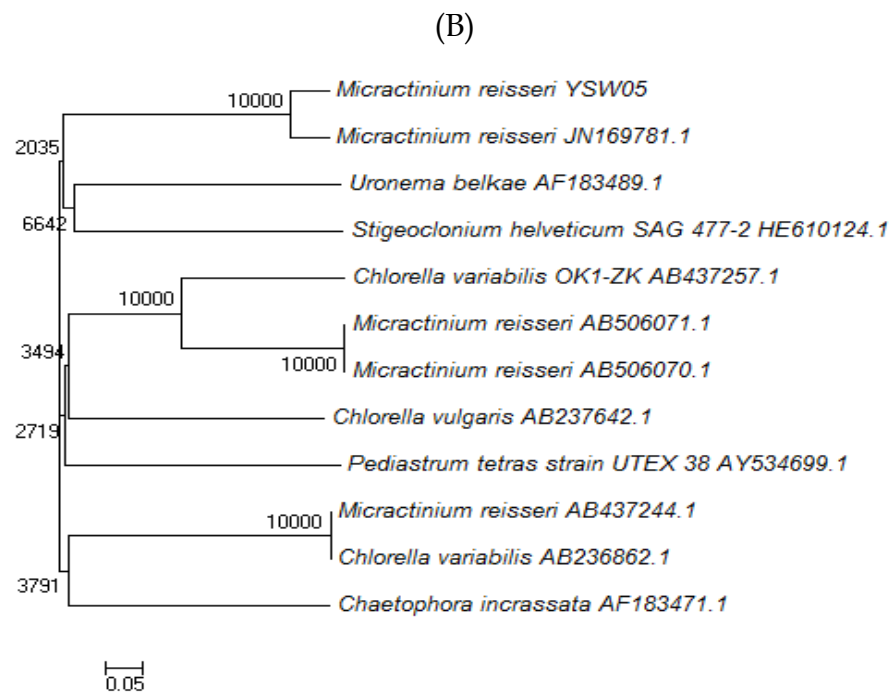 (B)
Micractinium reisseri YSW05
10000
Micractinium reisseri JN169781.1
2035
Uronema belkae AF183489.1
6642
Stigeoclonium helveticum SAG 477-2 HE610124.1
Chlorella variabilis OK1-ZK AB437257.1
10000
Micractinium reisseri AB506071.1
3494
10000
Micractinium reisseri AB506070.1
Chlorella vulgaris AB237642.1
2719
Pediastrum tetras strain UTEX 38 AY534699.1
Micractinium reisseri AB437244.1
10000
Chlorella variabilis AB236862.1
3791
Chaetophora incrassata AF183471.1
0.05